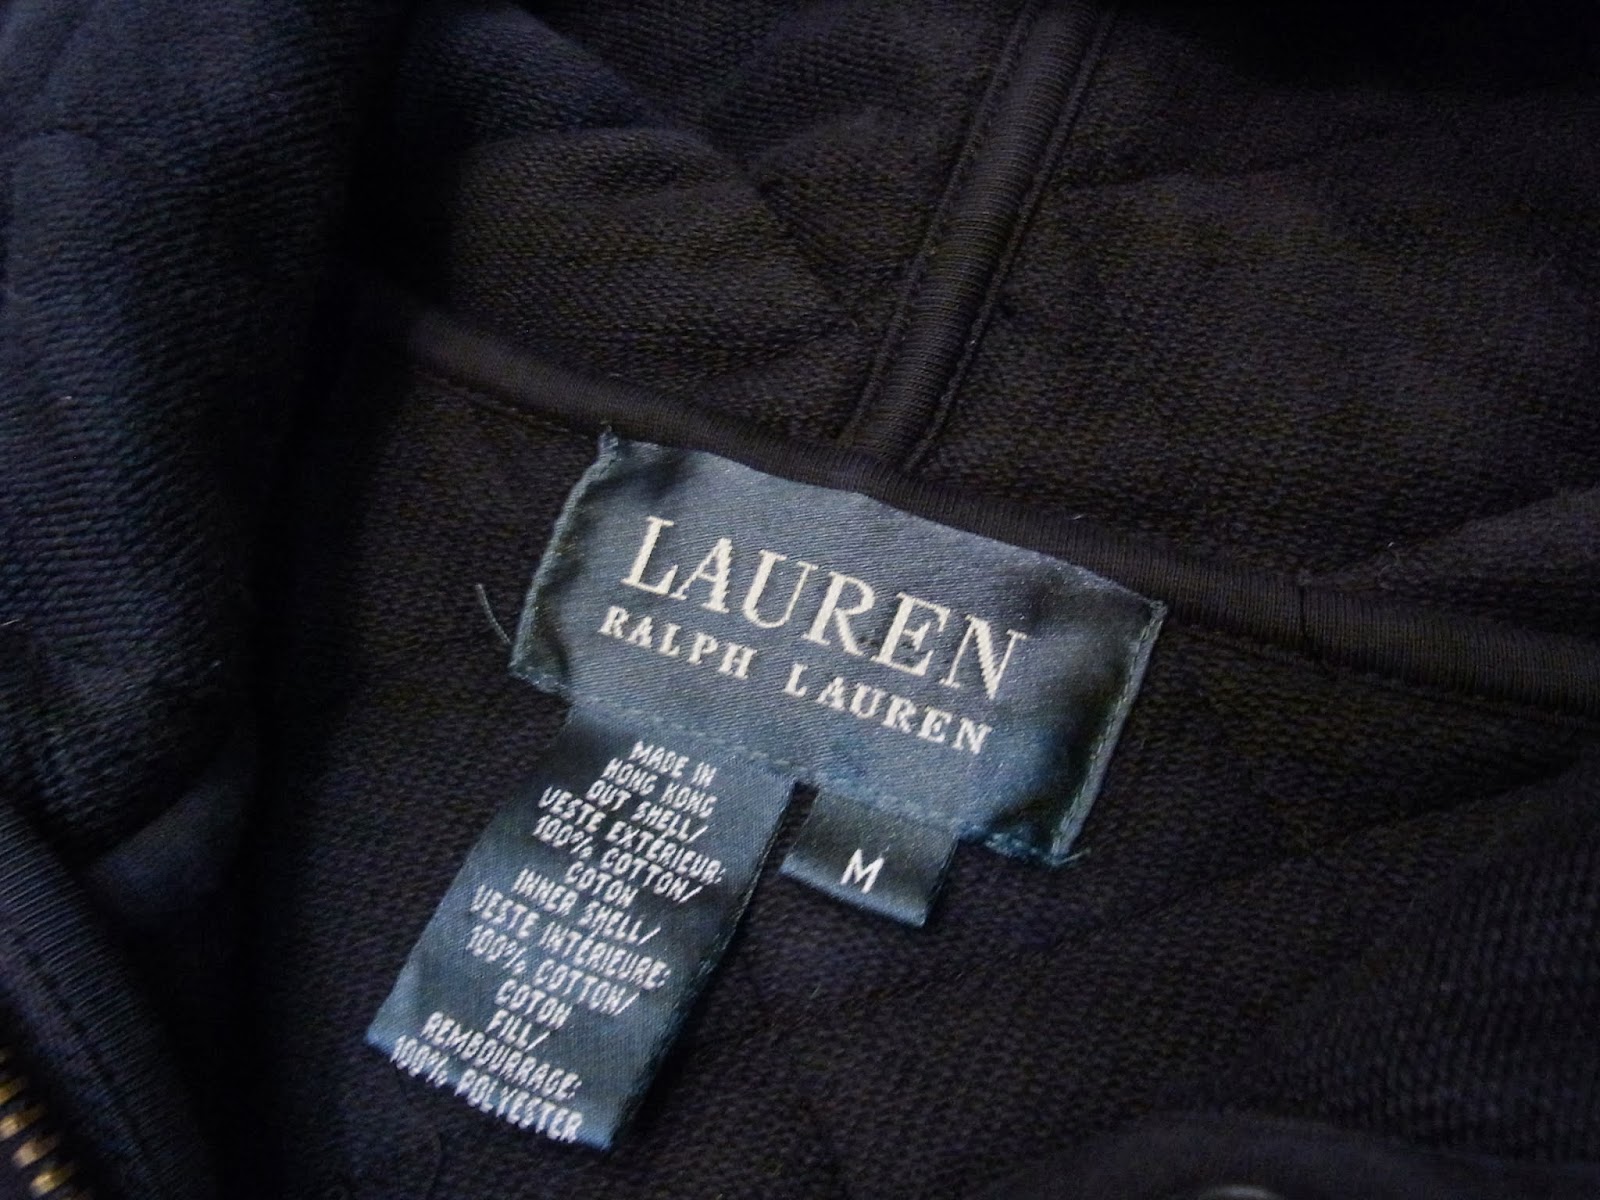 LAUREN
RALPH LAUREN
MADE IN
HONG KONG
OUT SHELL/
VESTE EXTERIEUR:
100% COTTON/
COTON
INNER SHELL/
VESTE INTERIEURE:
100% COTTON/
COTON
FILL/
REMBOURRAGE:
100% POLYESTER
M